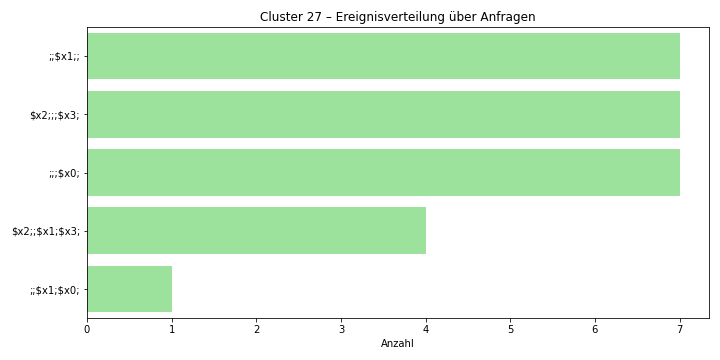 Cluster 27 – Ereignisverteilung über Anfragen
;;$x1;;
$x2;;;$x3;
;;;$x0;
$x2;;$x1;$x3;
;;$x1;$x0;
0 1 2 3 4 5 6 7
Anzahl